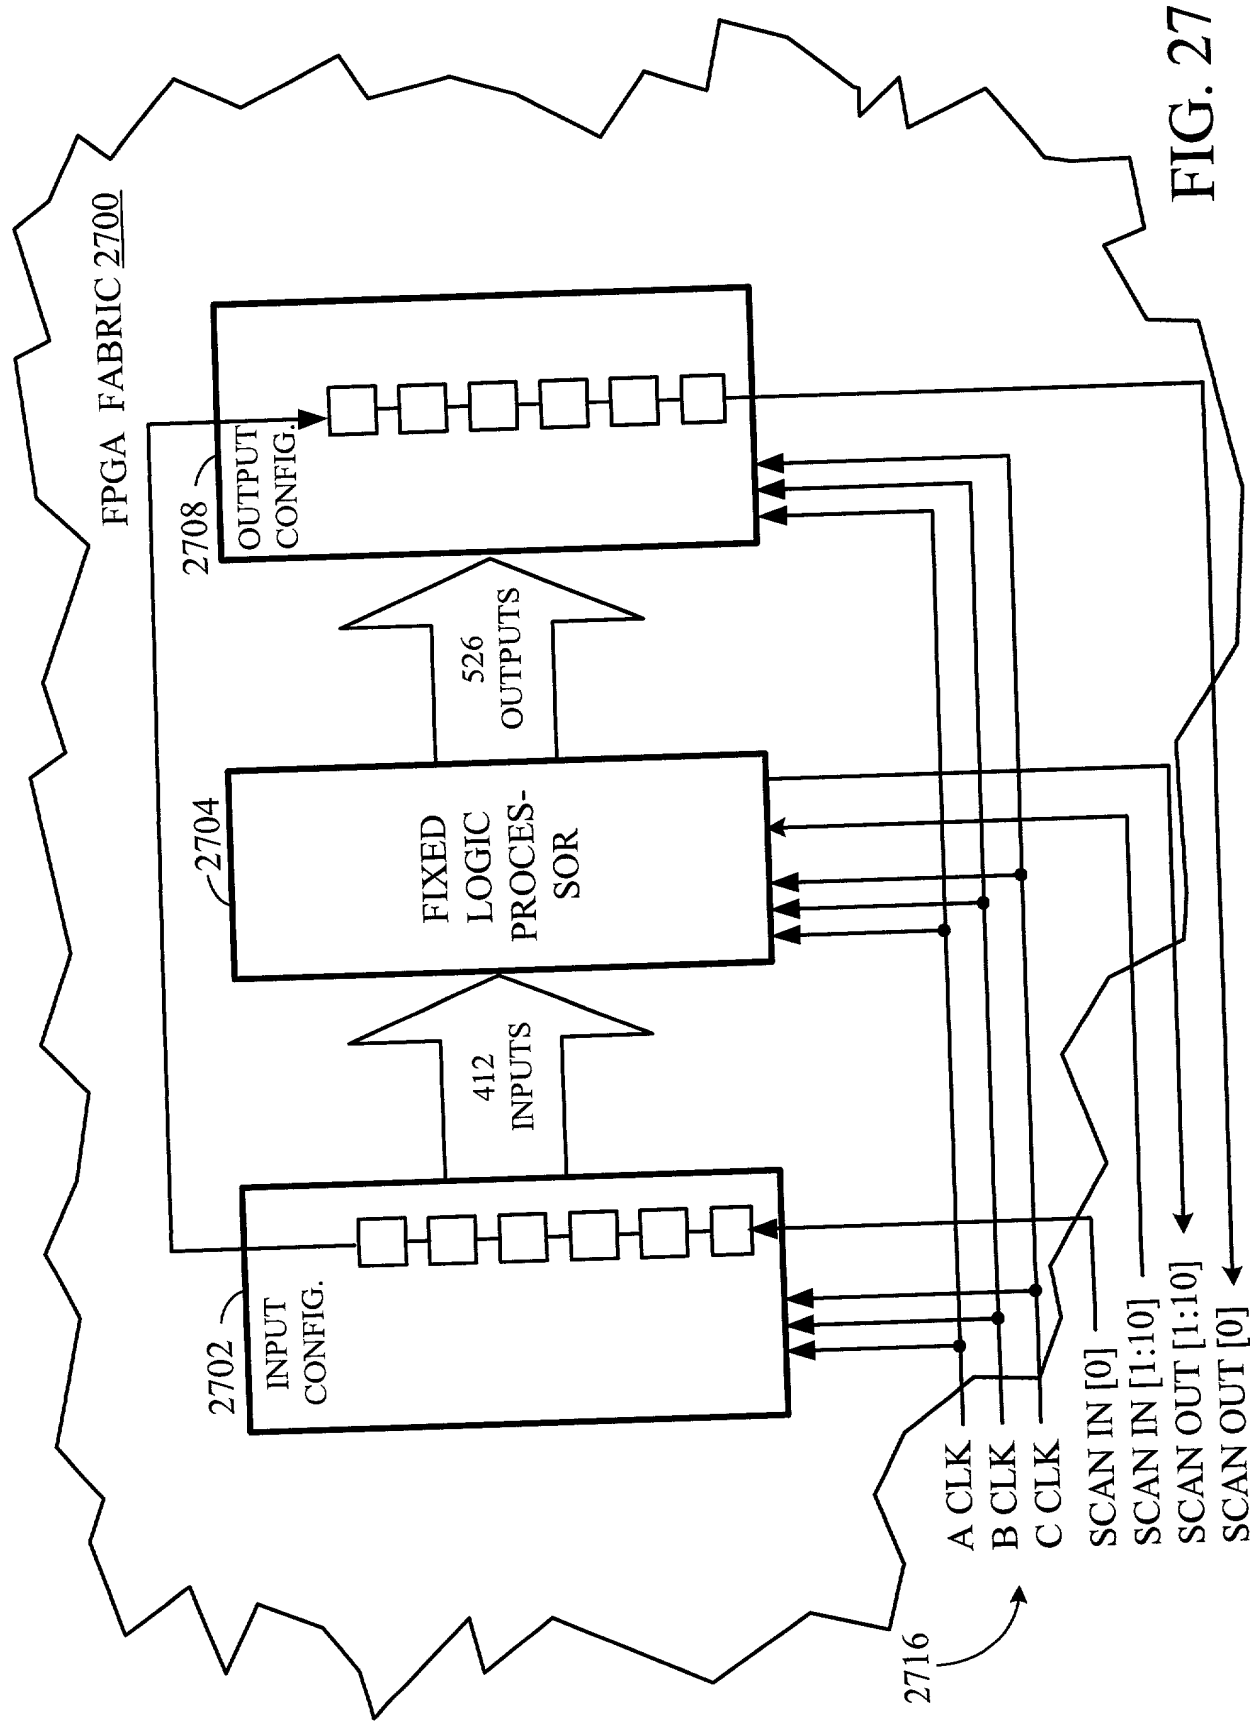 FPGA FABRIC 2700
2702
INPUT
CONFIG.
412
INPUTS
2704
FIXED
LOGIC
PROCES-
SOR
526
OUTPUTS
2708
OUTPUT
CONFIG.
2716
A CLK
B CLK
C CLK
SCAN IN [0]
SCAN IN [1:10]
SCAN OUT [1:10]
SCAN OUT [0]
FIG. 27